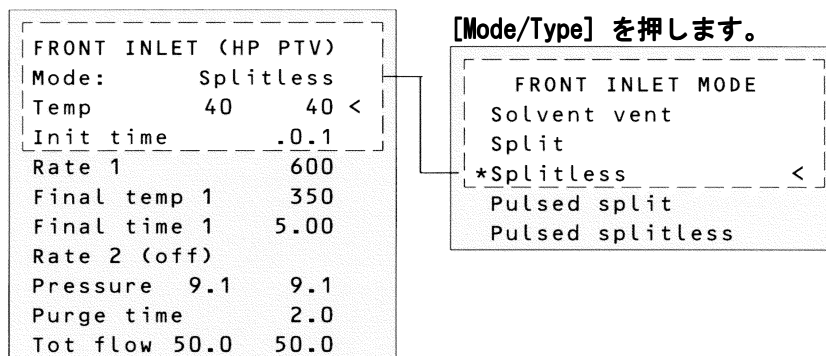 FRONT INLET (HP PTV)
Mode: Splitless
Temp 40 40 <
Init time .0.1
Rate 1 600
Final temp 1 350
Final time 1 5.00
Rate 2 (off)
Pressure 9.1 9.1
Purge time 2.0
Tot flow 50.0 50.0
[Mode/Type] を押します。
FRONT INLET MODE
Solvent vent
Split
*Splitless <
Pulsed split
Pulsed splitless